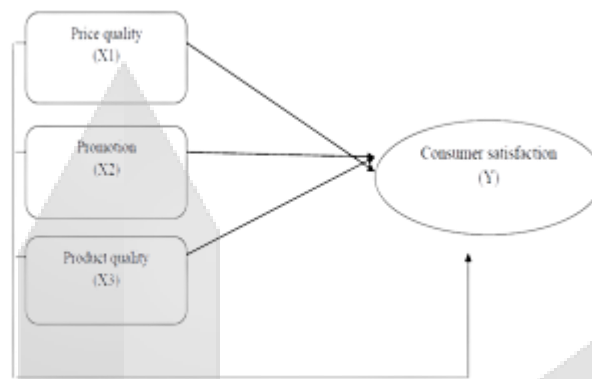 Price quality
(X1)
Promotion
(X2)
Product quality
(X3)
Consumer satisfaction
(Y)